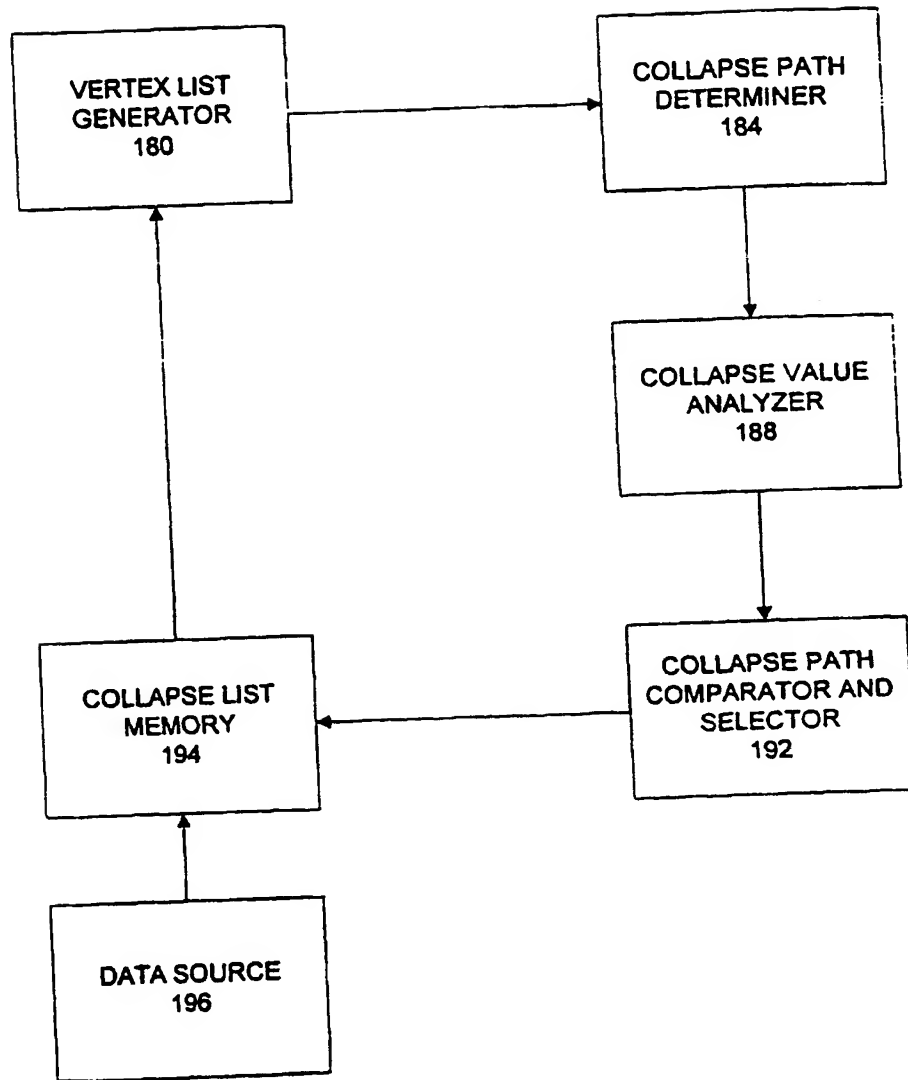 VERTEX LIST
GENERATOR
180
COLLAPSE PATH
DETERMINER
184
COLLAPSE VALUE
ANALYZER
188
COLLAPSE PATH
COMPARATOR AND
SELECTOR
192
COLLAPSE LIST
MEMORY
194
DATA SOURCE
196